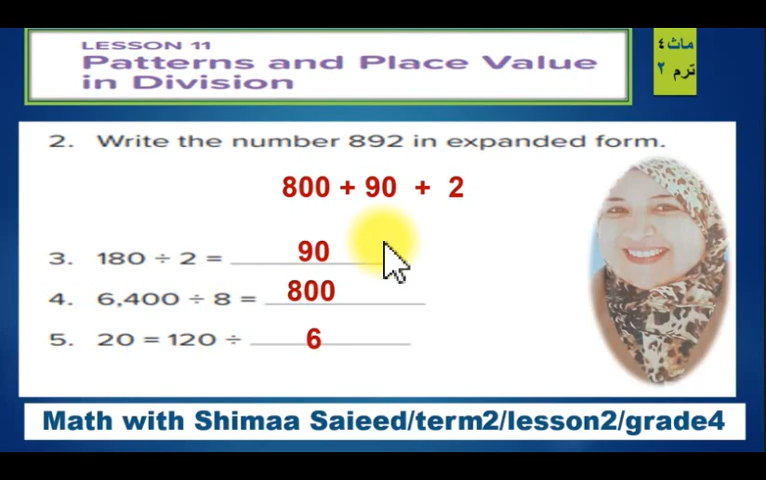 LESSON 11
Patterns and Place Value
in Division
ماث ٤
ترم ٢
2. Write the number 892 in expanded form.
800 + 90 + 2
3. 180 ÷ 2 = 90
4. 6,400 ÷ 8 = 800
5. 20 = 120 ÷ 6
Math with Shimaa Saieed/term2/lesson2/grade4